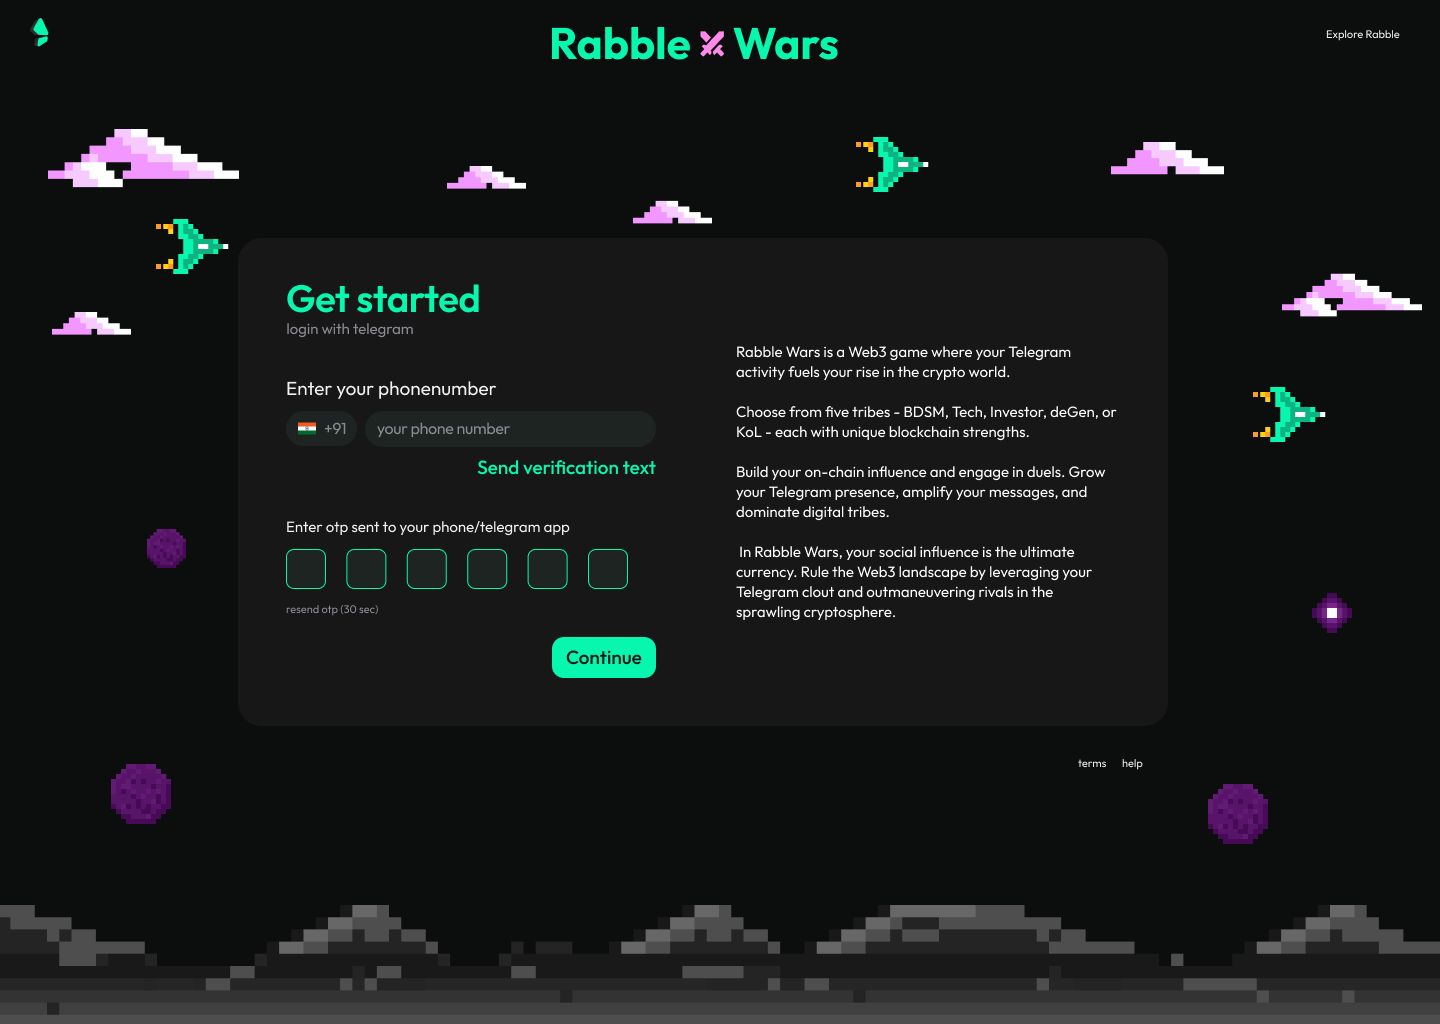 Rabble Wars
Explore Rabble
Get started
login with telegram
Enter your phonenumber
+91
your phone number
Send verification text
Enter otp sent to your phone/telegram app
resend otp (30 sec)
Continue
Rabble Wars is a Web3 game where your Telegram
activity fuels your rise in the crypto world.
Choose from five tribes - BDSM, Tech, Investor, deGen, or
KoL - each with unique blockchain strengths.
Build your on-chain influence and engage in duels. Grow
your Telegram presence, amplify your messages, and
dominate digital tribes.
In Rabble Wars, your social influence is the ultimate
currency. Rule the Web3 landscape by leveraging your
Telegram clout and outmaneuvering rivals in the
sprawling cryptosphere.
terms help